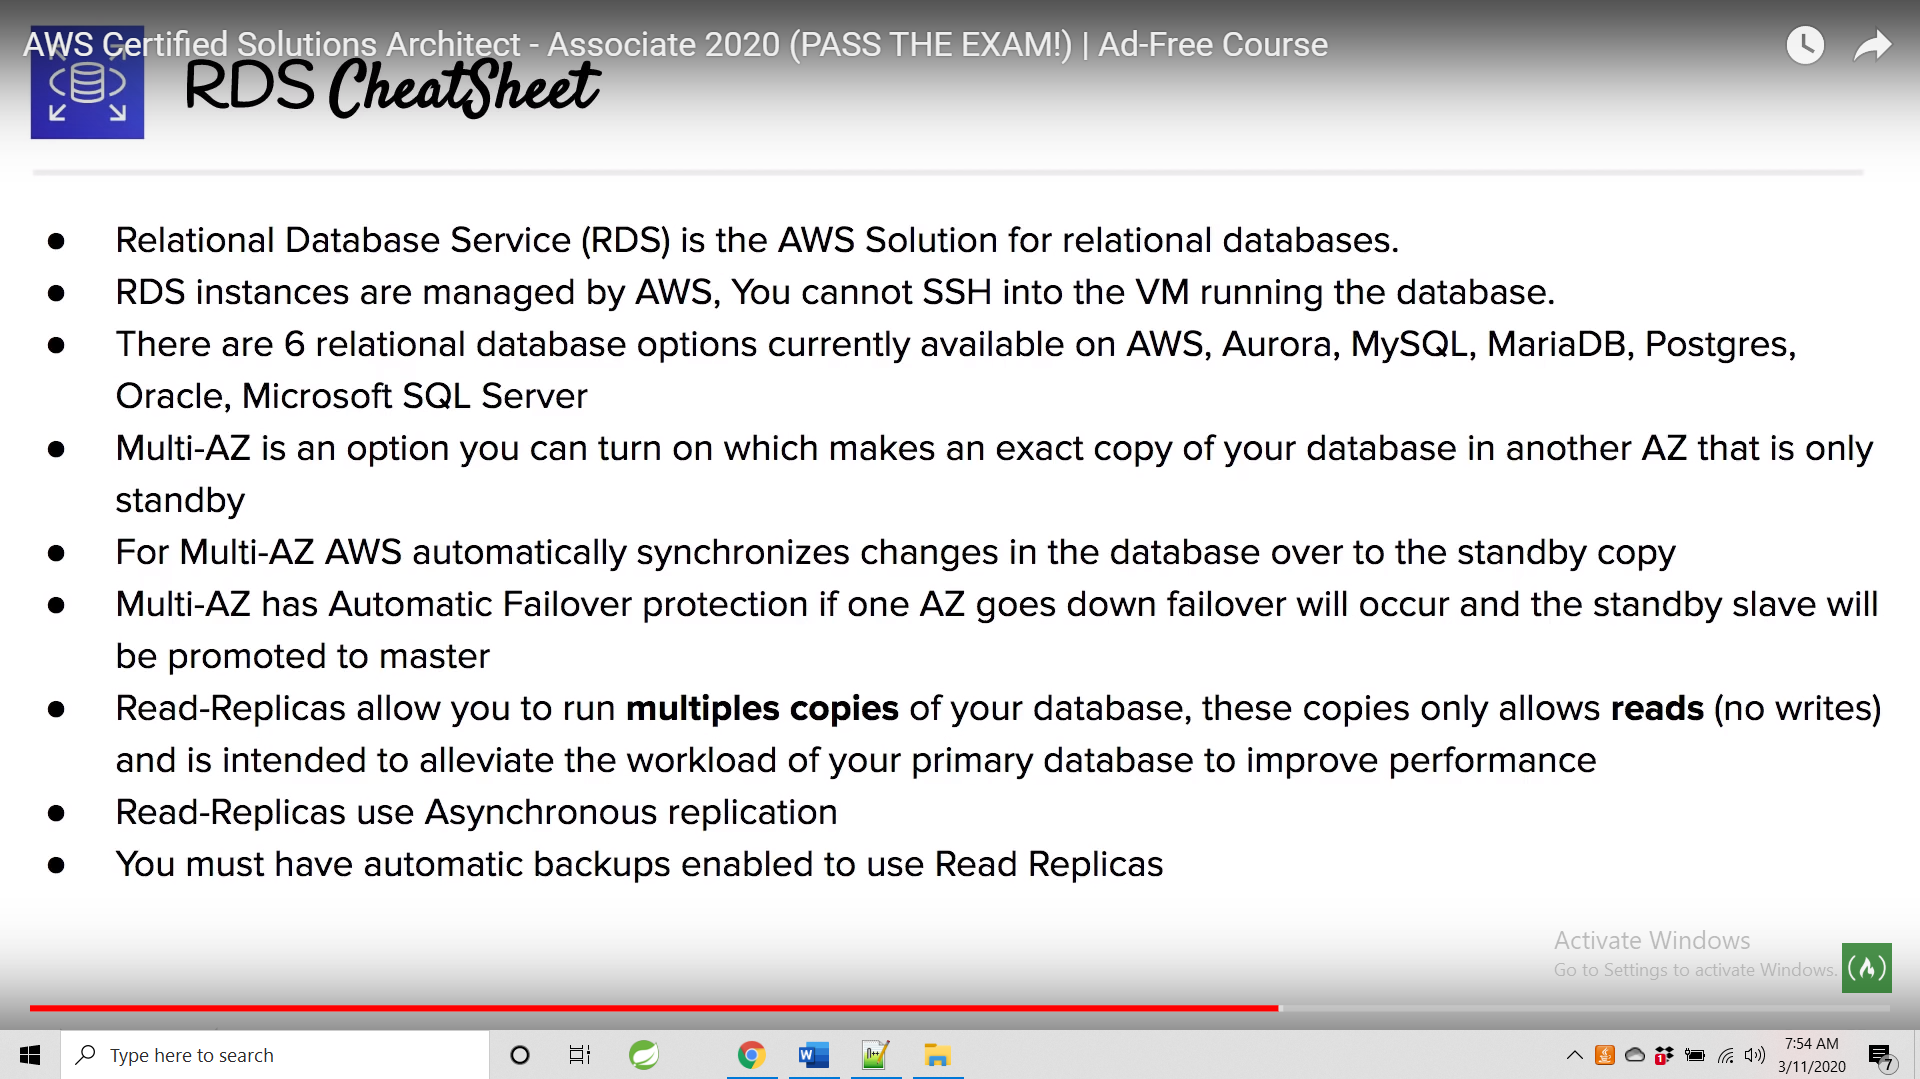 AWS Certified Solutions Architect - Associate 2020 (PASS THE EXAM!) | Ad-Free Course
RDS CheatSheet
● Relational Database Service (RDS) is the AWS Solution for relational databases.
● RDS instances are managed by AWS, You cannot SSH into the VM running the database.
● There are 6 relational database options currently available on AWS, Aurora, MySQL, MariaDB, Postgres,
Oracle, Microsoft SQL Server
● Multi-AZ is an option you can turn on which makes an exact copy of your database in another AZ that is only
standby
● For Multi-AZ AWS automatically synchronizes changes in the database over to the standby copy
● Multi-AZ has Automatic Failover protection if one AZ goes down failover will occur and the standby slave will
be promoted to master
● Read-Replicas allow you to run multiples copies of your database, these copies only allows reads (no writes)
and is intended to alleviate the workload of your primary database to improve performance
● Read-Replicas use Asynchronous replication
● You must have automatic backups enabled to use Read Replicas
Activate Windows
Go to Settings to activate Windows.
Type here to search
7:54 AM
3/11/2020
7